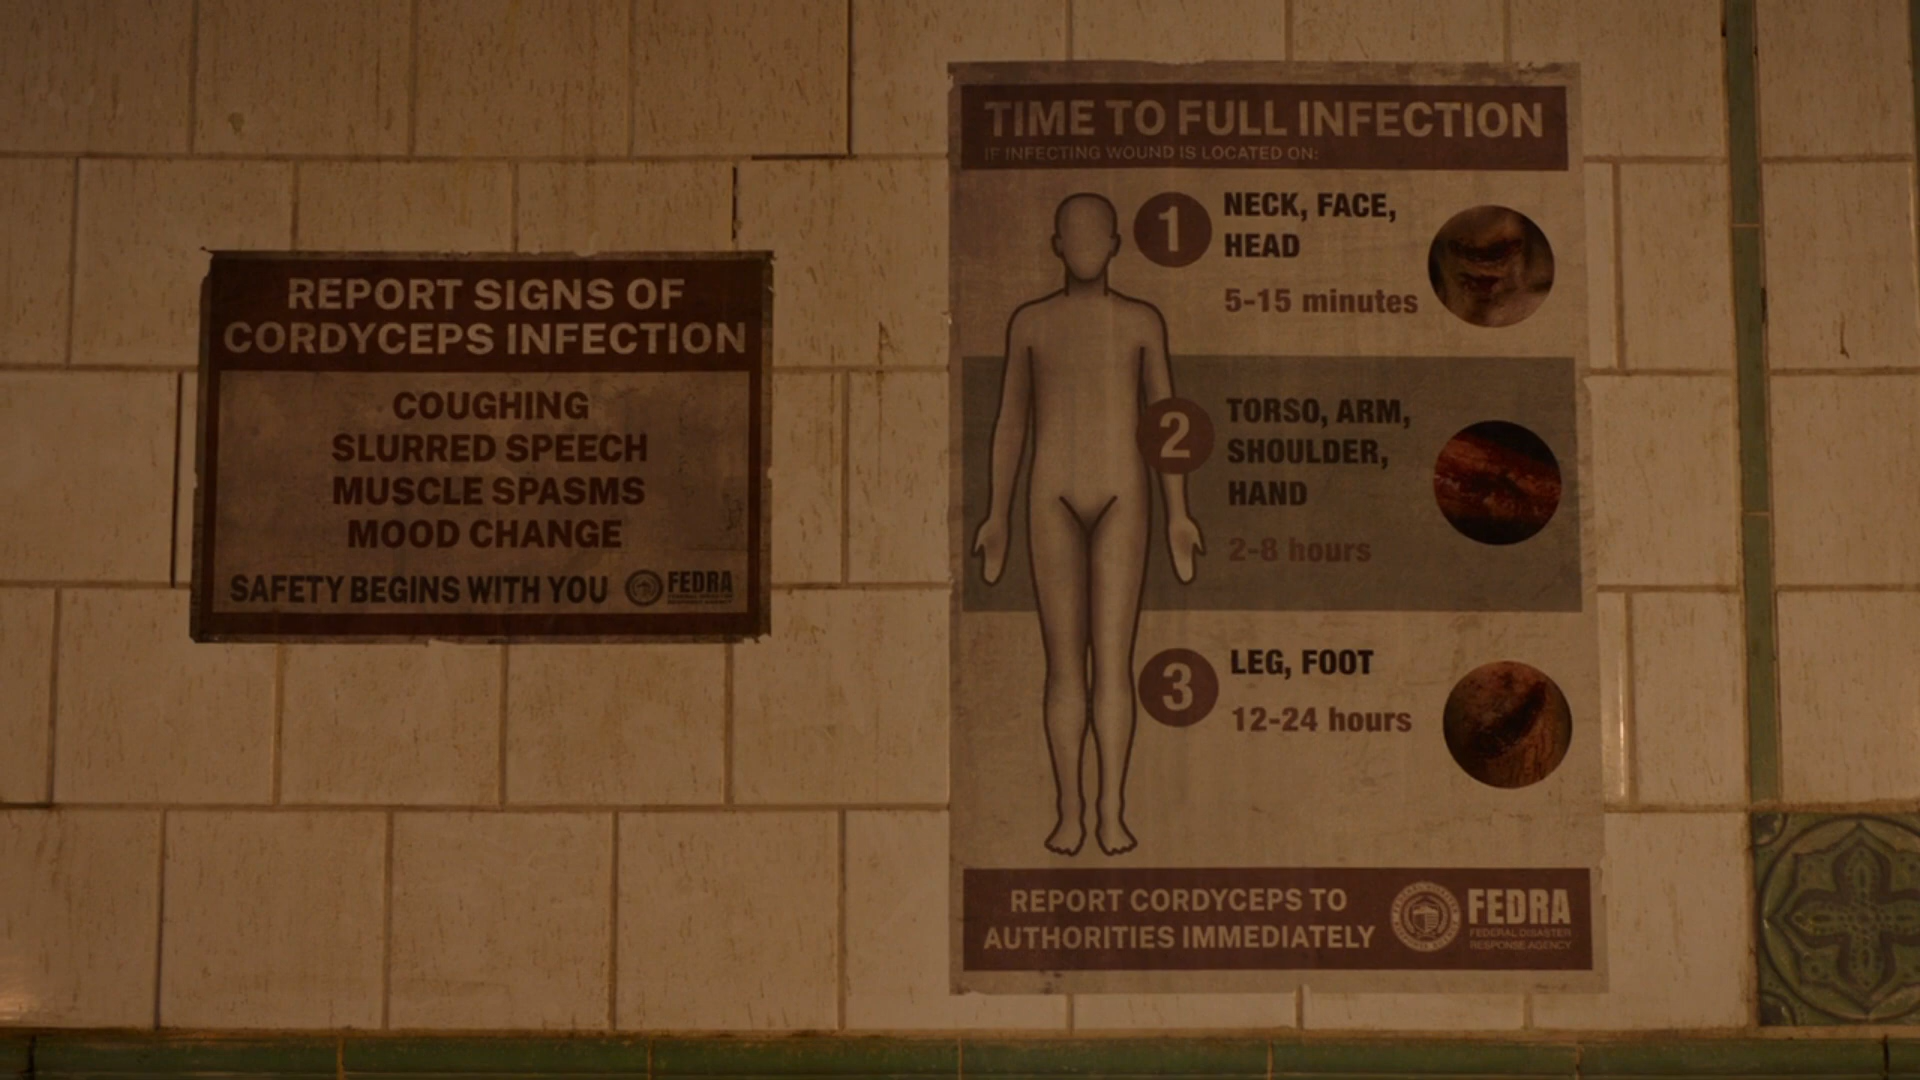 REPORT SIGNS OF
CORDYCEPS INFECTION
COUGHING
SLURRED SPEECH
MUSCLE SPASMS
MOOD CHANGE
SAFETY BEGINS WITH YOU
FEDRA
TIME TO FULL INFECTION
IF INFECTING WOUND IS LOCATED ON:
1
NECK, FACE,
HEAD
5-15 minutes
2
TORSO, ARM,
SHOULDER,
HAND
2-8 hours
3
LEG, FOOT
12-24 hours
REPORT CORDYCEPS TO
AUTHORITIES IMMEDIATELY
FEDRA
FEDERAL DISASTER
RESPONSE AGENCY